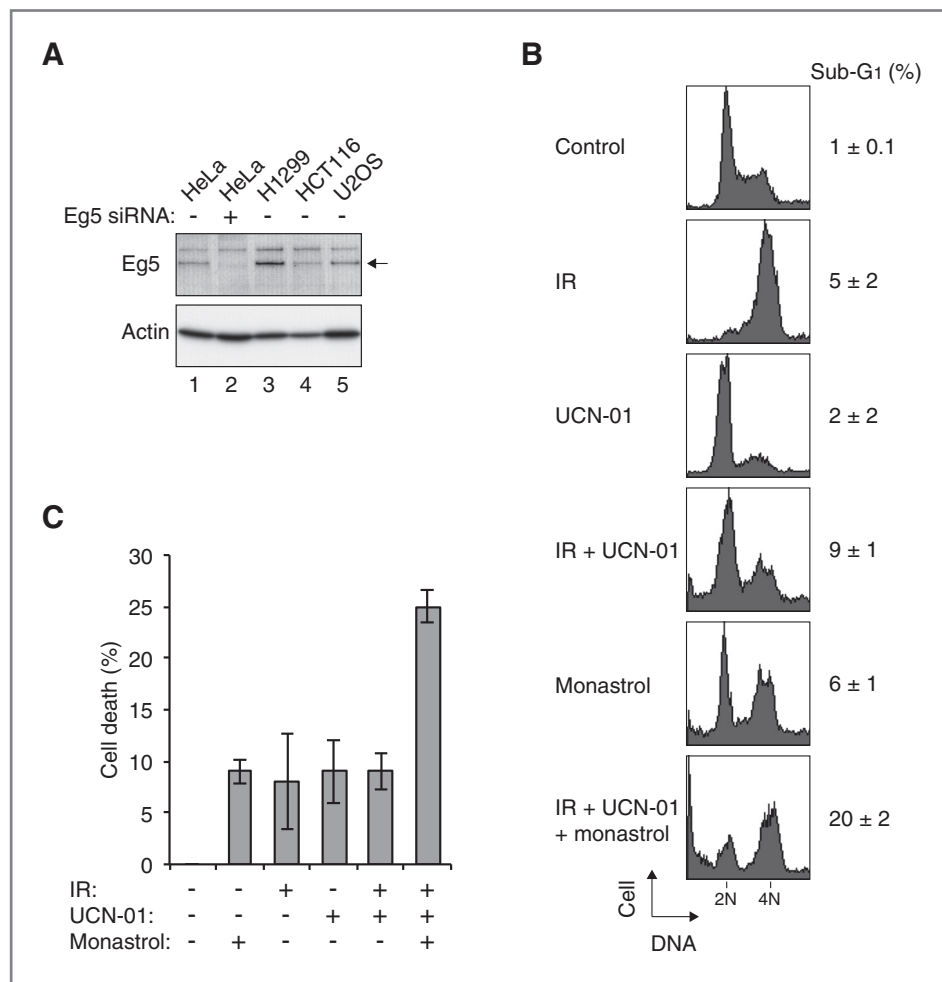 A
HeLa HeLa H1299 HCT116 U2OS
Eg5 siRNA: - + - - -
Eg5
Actin
1 2 3 4 5
B
Sub-G1 (%)
Control 1 ± 0.1
IR 5 ± 2
UCN-01 2 ± 2
IR + UCN-01 9 ± 1
Monastrol 6 ± 1
IR + UCN-01
+ monastrol 20 ± 2
Cell
2N 4N
DNA
C
Cell death (%)
30
25
20
15
10
5
0
IR: - - + - + +
UCN-01: - - - + + +
Monastrol: - + - - - +